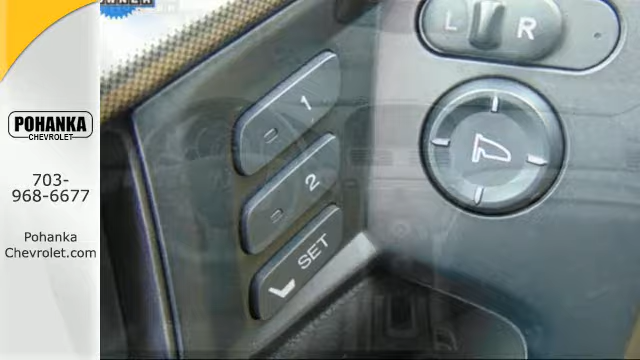 POHANKA
CHEVROLET
703-
968-6677
Pohanka
Chevrolet.com
L R
1
2
SET